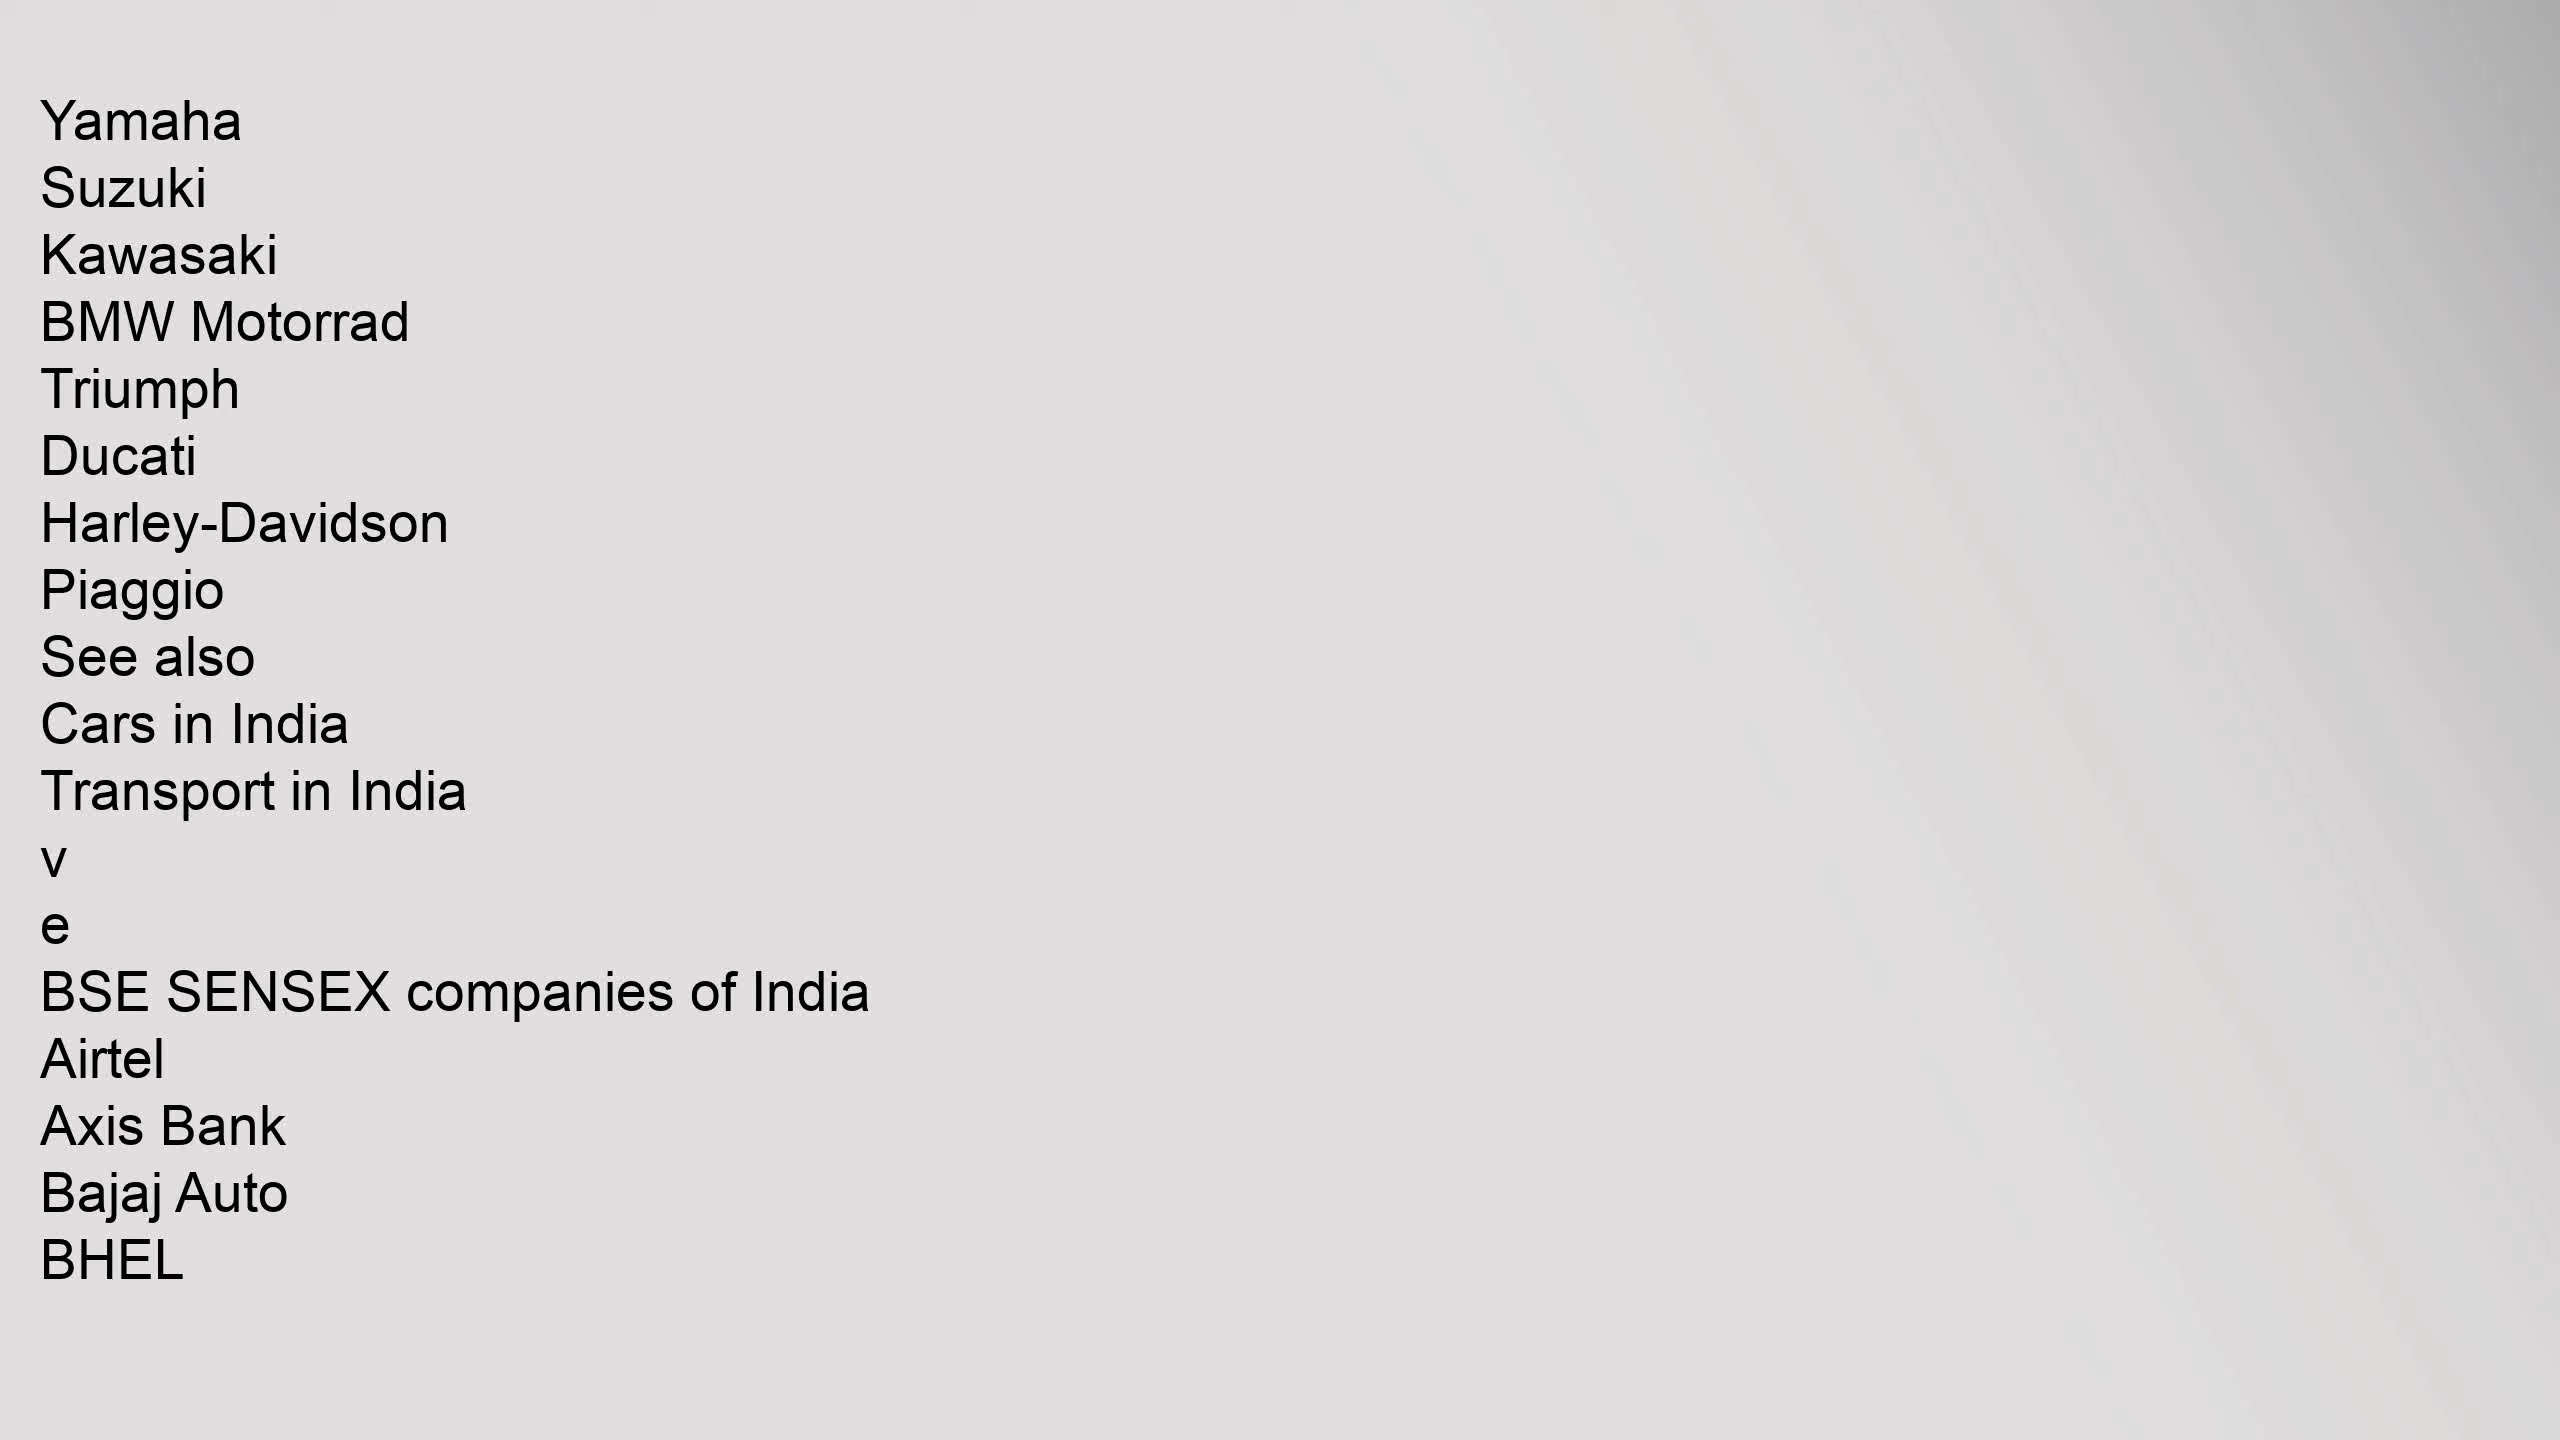 Yamaha
Suzuki
Kawasaki
BMW Motorrad
Triumph
Ducati
Harley-Davidson
Piaggio
See also
Cars in India
Transport in India
v
e
BSE SENSEX companies of India
Airtel
Axis Bank
Bajaj Auto
BHEL